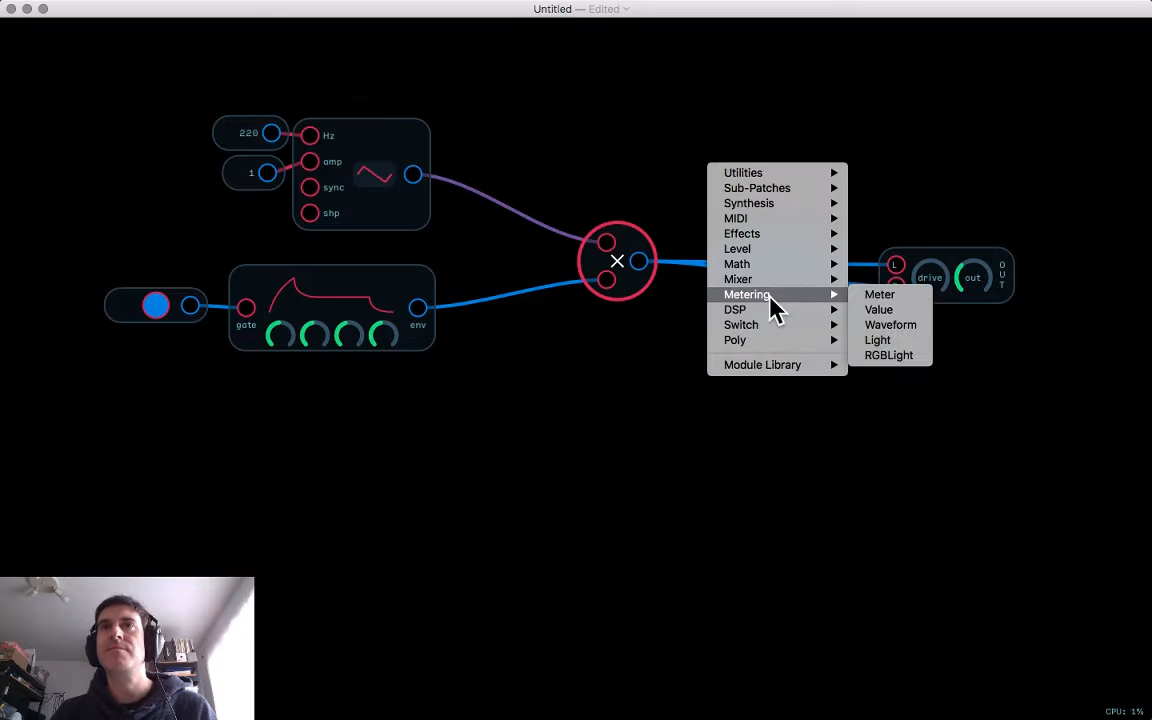 Untitled — Edited
220
Hz
1
amp
sync
shp
gate
env
L
drive
out
OUT
Utilities
Sub-Patches
Synthesis
MIDI
Effects
Level
Math
Mixer
Metering
DSP
Switch
Poly
Module Library
Meter
Value
Waveform
Light
RGBLight
CPU: 1%